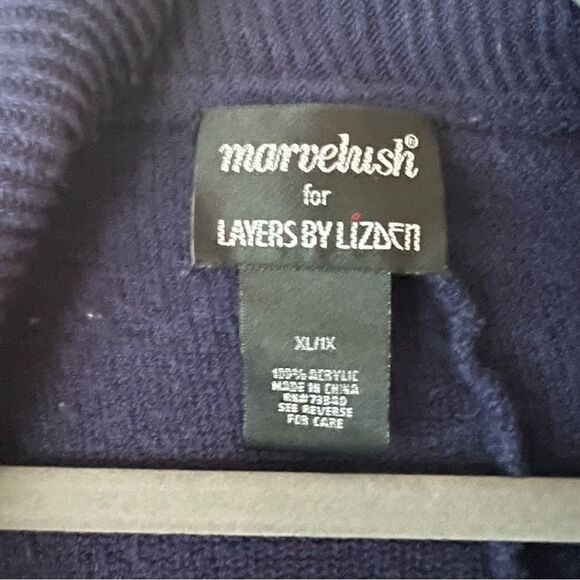 marvelush®
for
LAYERS BY LIZDEN
XL/1X
100% ACRYLIC
MADE IN CHINA
RN# 73840
SEE REVERSE
FOR CARE